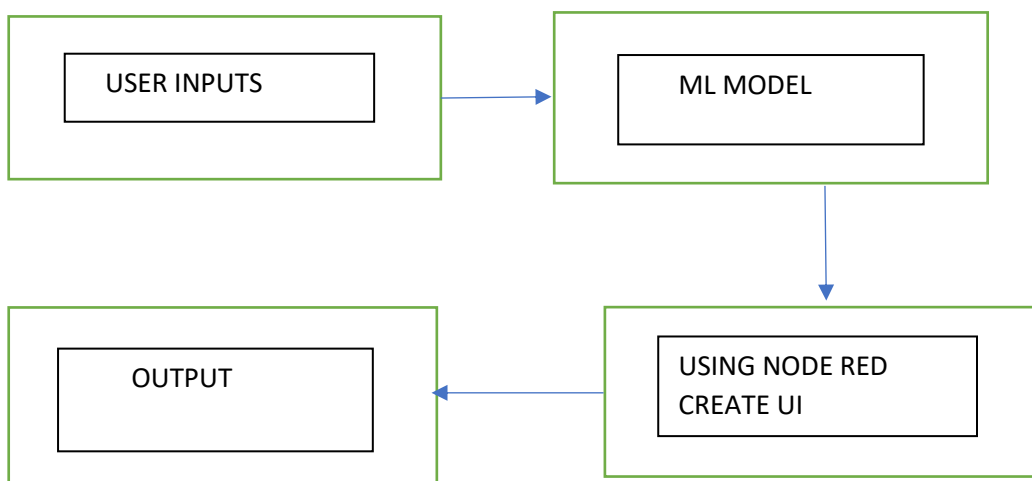 USER INPUTS
ML MODEL
USING NODE RED
CREATE UI
OUTPUT